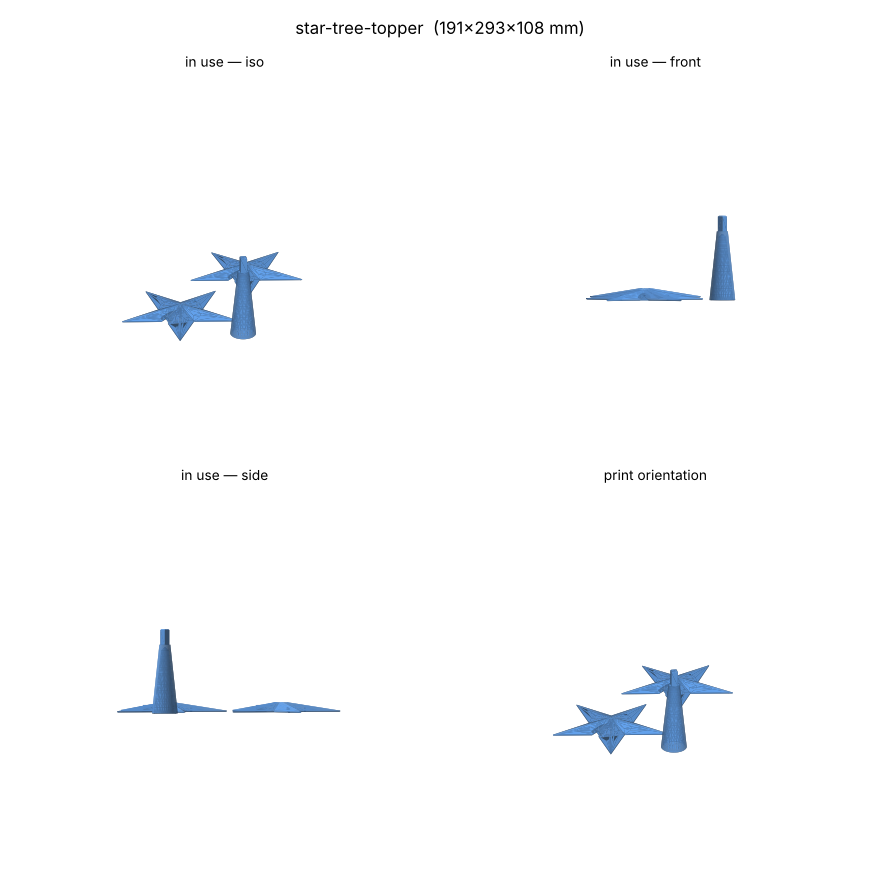 star-tree-topper (191×293×108 mm)
in use — iso
in use — front
in use — side
print orientation